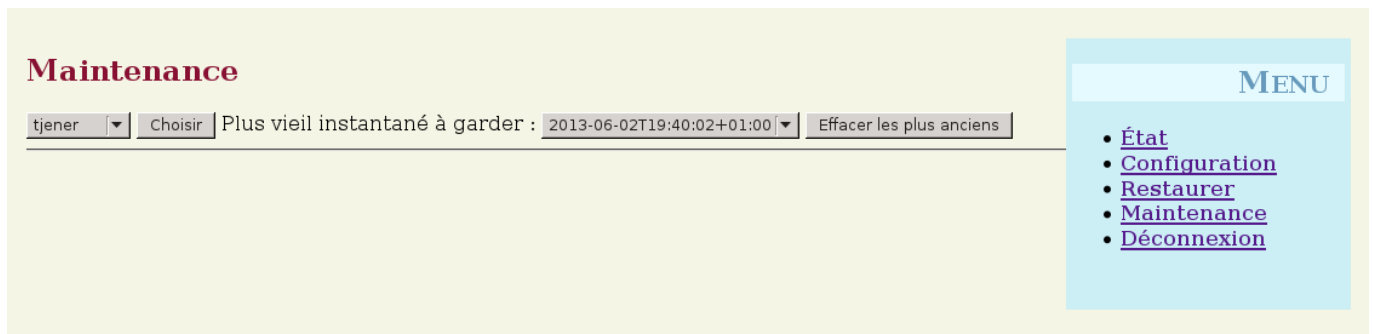 Maintenance
tjener Choisir Plus vieil instantané à garder : 2013-06-02T19:40:02+01:00 Effacer les plus anciens
MENU
État
Configuration
Restaurer
Maintenance
Déconnexion